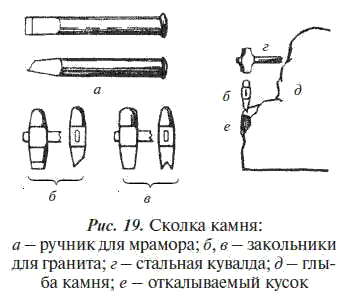 а
б
в
г
б
д
е
Рис. 19. Сколка камня:
а – ручник для мрамора; б, в – закольники
для гранита; г – стальная кувалда; д – глы-
ба камня; е – откалываемый кусок